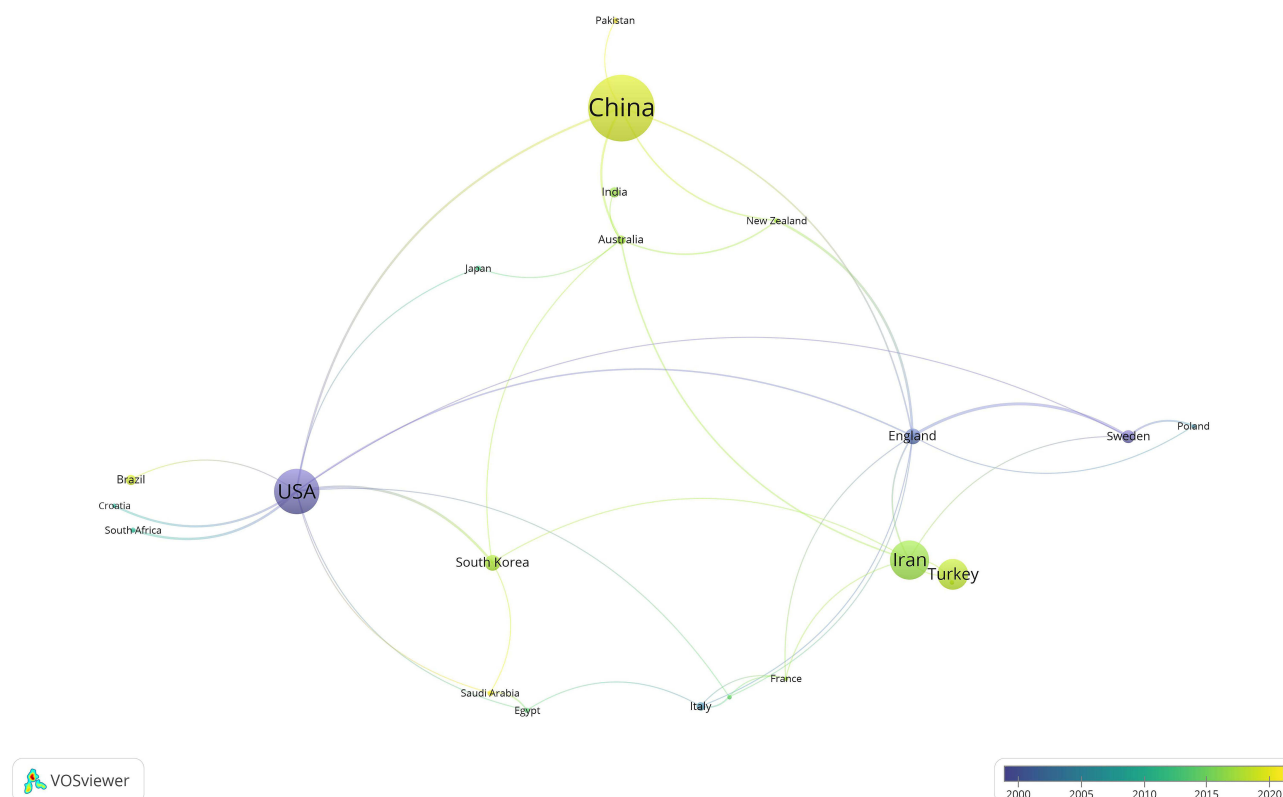 Pakistan
China
India
New Zealand
Australia
Japan
Poland
England
Sweden
Brazil
USA
Croatia
South Africa
South Korea
Iran
Turkey
France
Saudi Arabia
Italy
Egypt
VOSviewer
2000 2005 2010 2015 2020